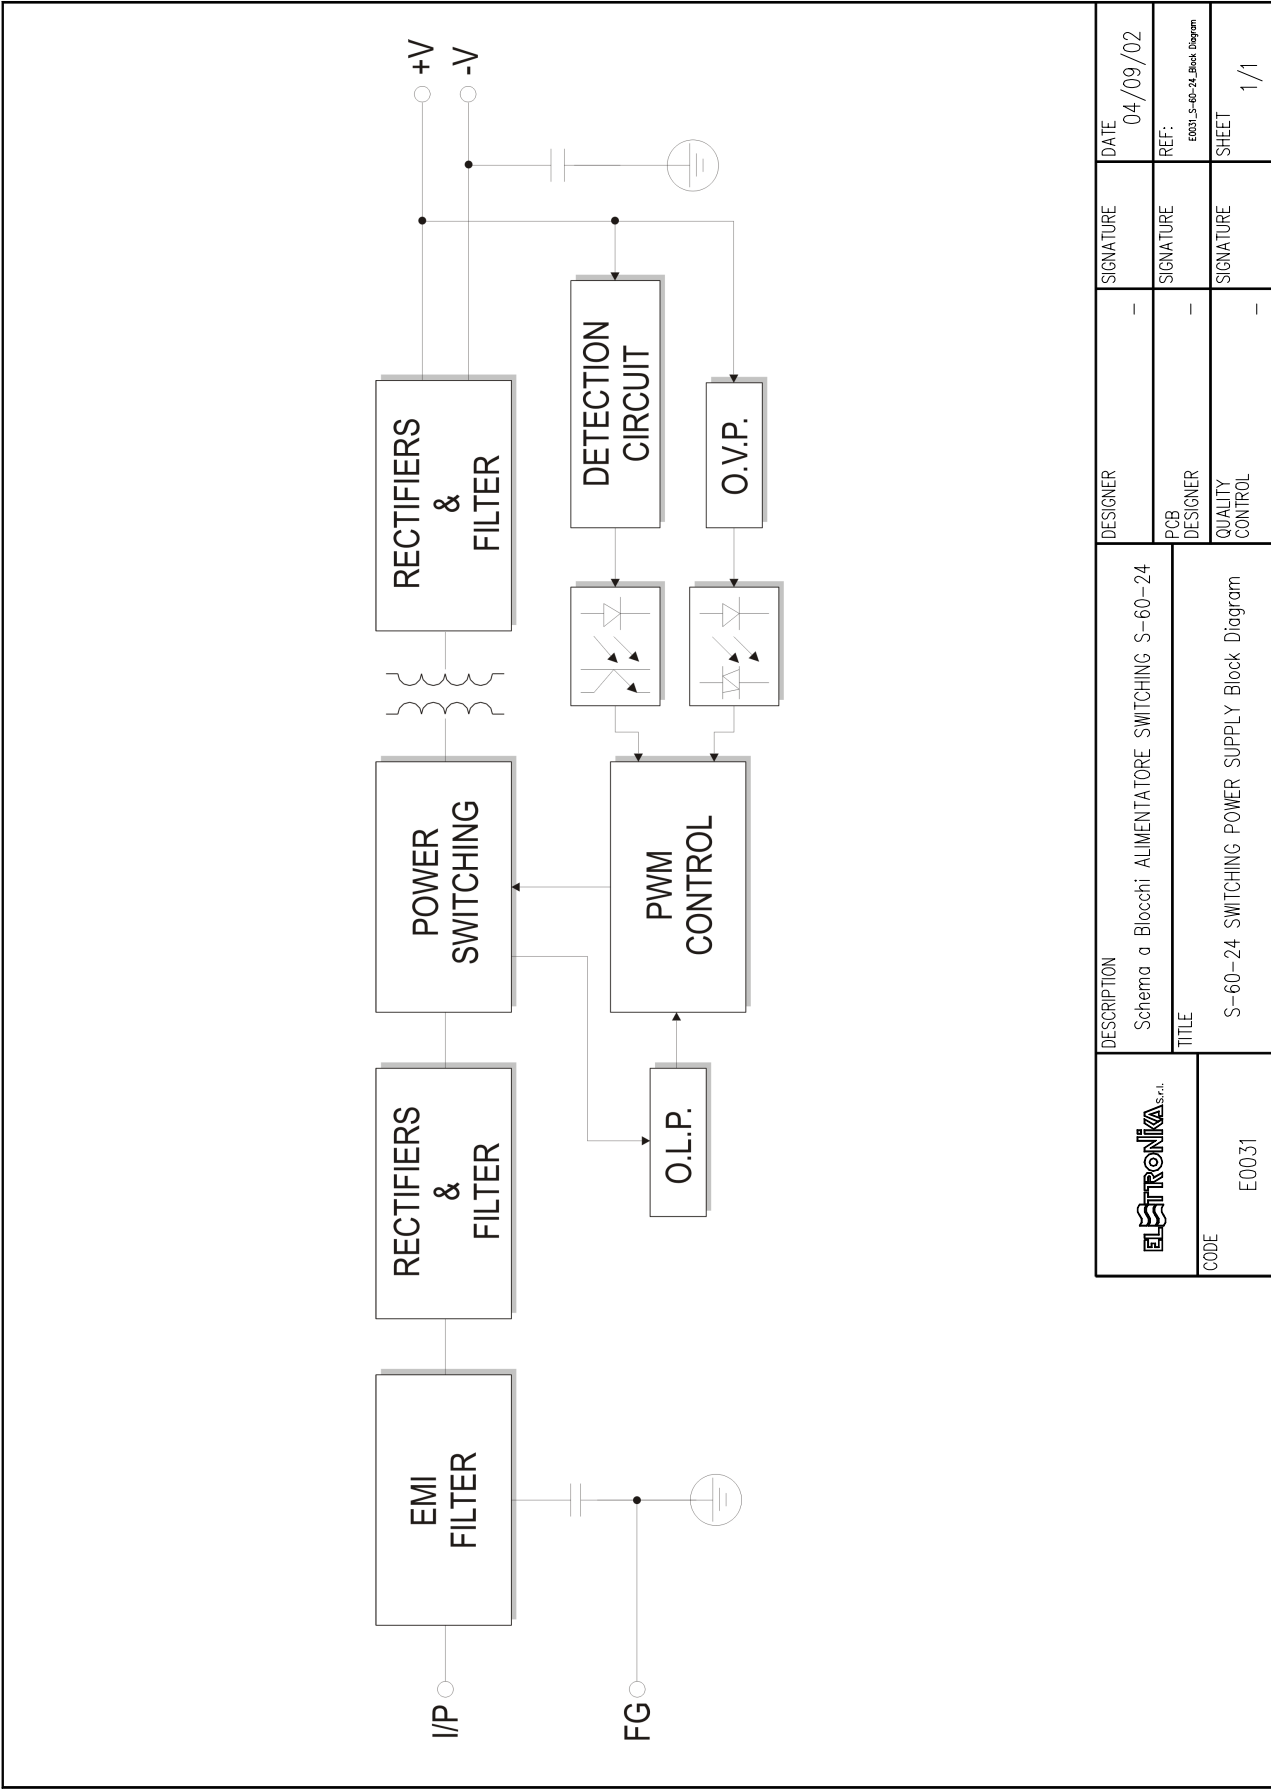 I/P
FG
EMI
FILTER
RECTIFIERS
&
FILTER
POWER
SWITCHING
RECTIFIERS
&
FILTER
+V
-V
O.L.P.
PWM
CONTROL
DETECTION
CIRCUIT
O.V.P.
ELETTRONIKA s.r.l.
CODE
E0031
DESCRIPTION
Schema a Blocchi ALIMENTATORE SWITCHING S-60-24
TITLE
S-60-24 SWITCHING POWER SUPPLY Block Diagram
DESIGNER
-
SIGNATURE
DATE
04/09/02
PCB
DESIGNER
-
SIGNATURE
REF:
E0031_S-60-24_Block Diagram
QUALITY
CONTROL
-
SIGNATURE
SHEET
1/1